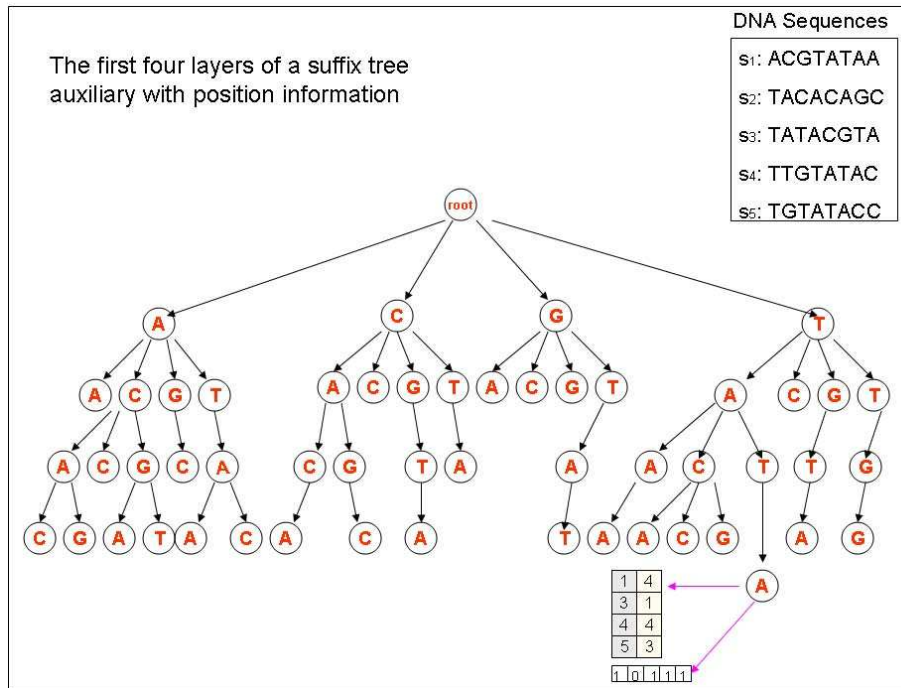 DNA Sequences
The first four layers of a suffix tree
auxiliary with position information
s1: ACGTATAA
s2: TACACAGC
s3: TATACGTA
s4: TTGTATAC
s5: TGTATACC
root
A C G T
A C G T A C G T A C G T A C G T
A C G C A C G T A A A C T T G
C G A T A C A C A T A A C G A G
A
1 4
3 1
4 4
5 3
1 0 1 1 1